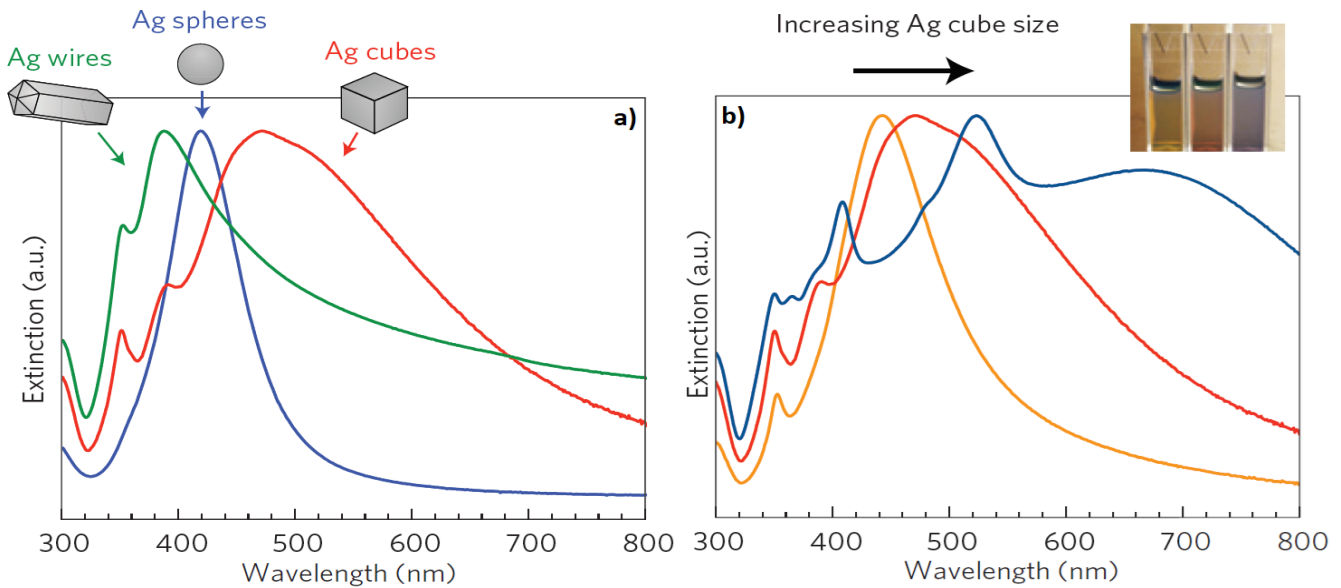 Ag spheres
Ag wires
Ag cubes
a)
Extinction (a.u.)
300 400 500 600 700 800
Wavelength (nm)
Increasing Ag cube size
b)
Extinction (a.u.)
300 400 500 600 700 800
Wavelength (nm)